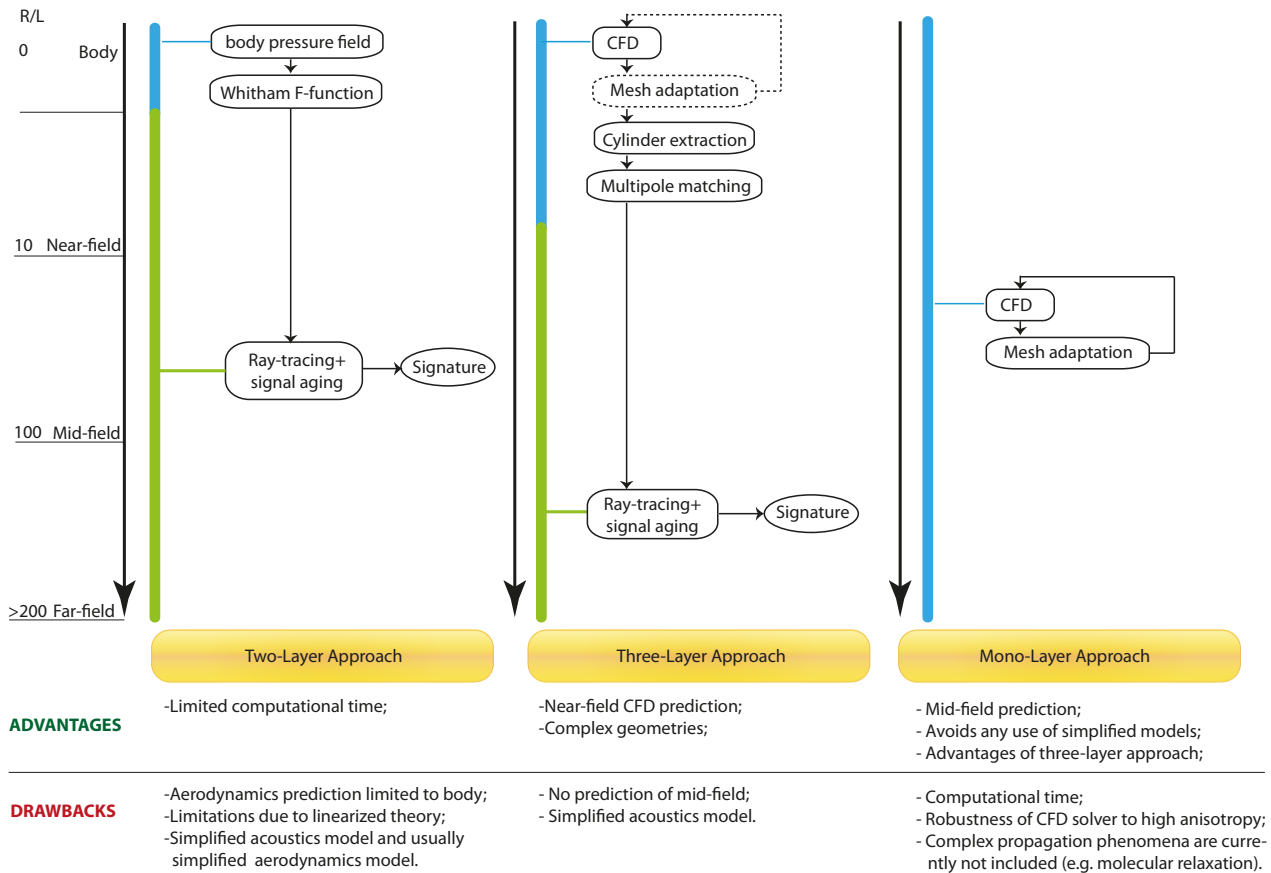 R/L
0 Body
10 Near-field
100 Mid-field
>200 Far-field
body pressure field
Whitham F-function
Ray-tracing+
signal aging
Signature
CFD
Mesh adaptation
Cylinder extraction
Multipole matching
Ray-tracing+
signal aging
Signature
CFD
Mesh adaptation
Two-Layer Approach
Three-Layer Approach
Mono-Layer Approach
ADVANTAGES
-Limited computational time;
-Near-field CFD prediction;
-Complex geometries;
- Mid-field prediction;
- Avoids any use of simplified models;
- Advantages of three-layer approach;
DRAWBACKS
-Aerodynamics prediction limited to body;
-Limitations due to linearized theory;
-Simplified acoustics model and usually
simplified aerodynamics model.
- No prediction of mid-field;
- Simplified acoustics model.
- Computational time;
- Robustness of CFD solver to high anisotropy;
- Complex propagation phenomena are curre-
ntly not included (e.g. molecular relaxation).